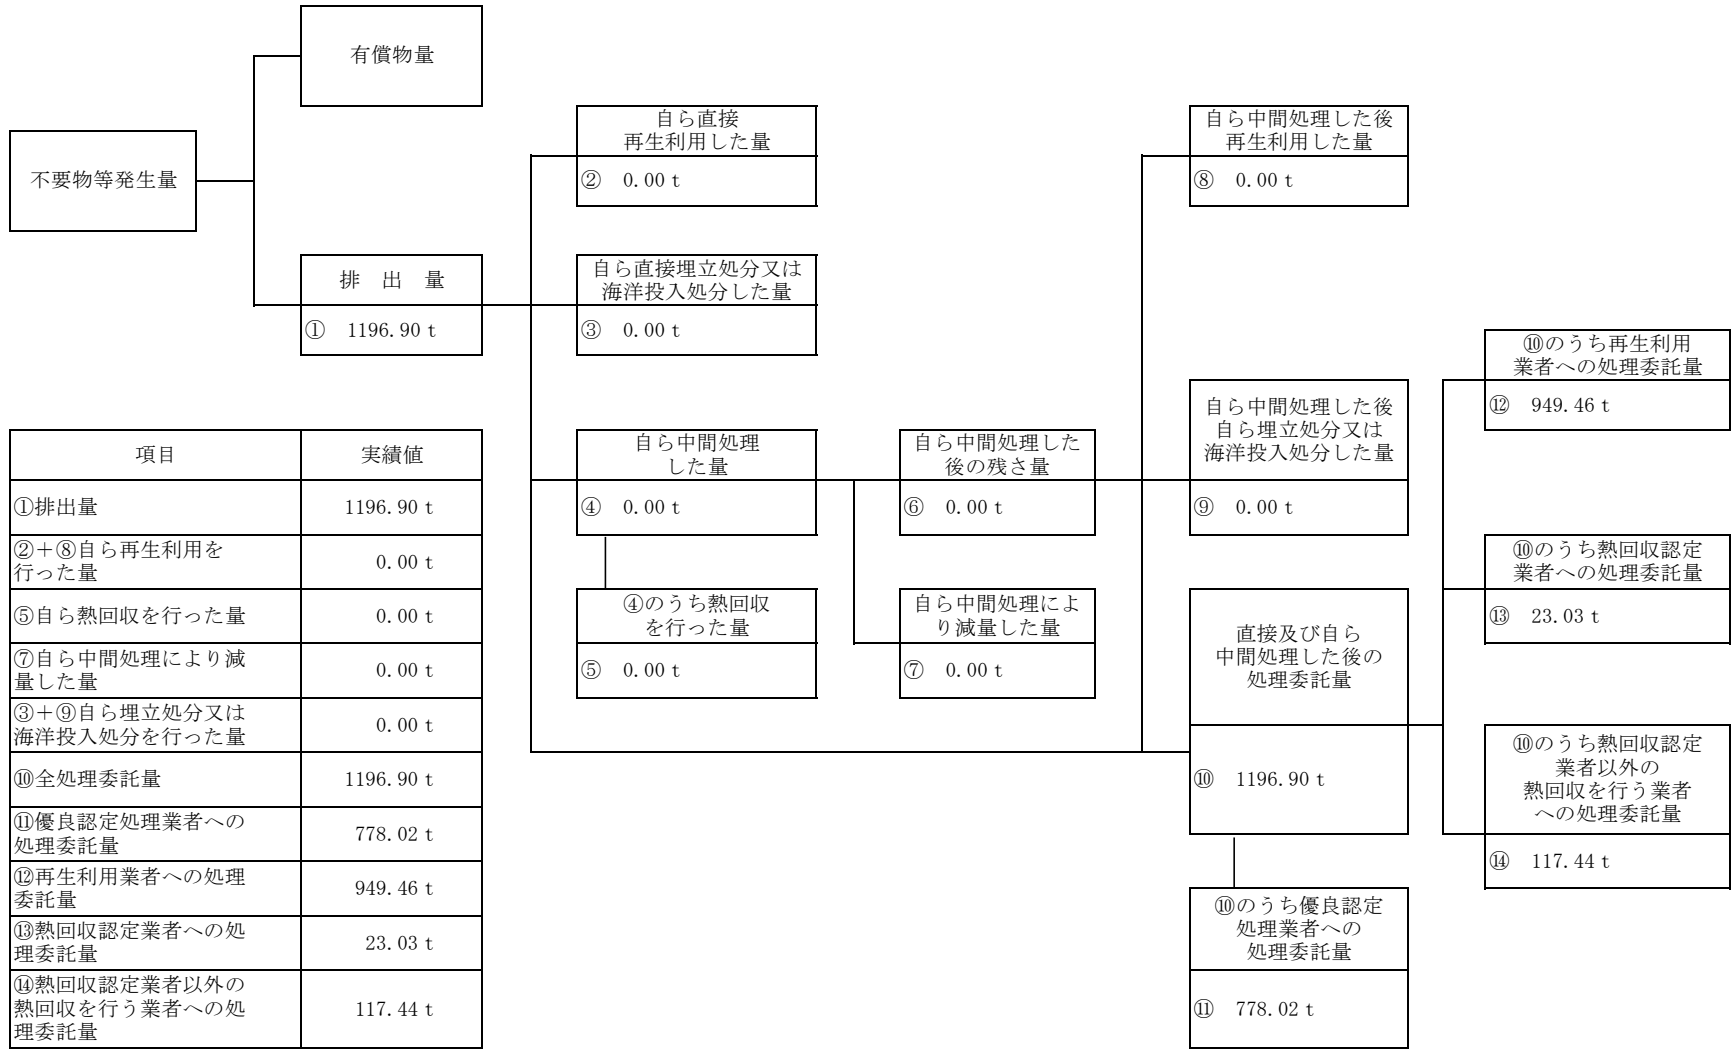 有償物量
不要物等発生量
排　出　量
①　1196.90 t
自ら直接
再生利用した量
②　0.00 t
自ら直接埋立処分又は
海洋投入処分した量
③　0.00 t
自ら中間処理
した量
④　0.00 t
④のうち熱回収
を行った量
⑤　0.00 t
自ら中間処理した
後の残さ量
⑥　0.00 t
自ら中間処理によ
り減量した量
⑦　0.00 t
自ら中間処理した後
再生利用した量
⑧　0.00 t
自ら中間処理した後
自ら埋立処分又は
海洋投入処分した量
⑨　0.00 t
直接及び自ら
中間処理した後の
処理委託量
⑩　1196.90 t
⑩のうち優良認定
処理業者への
処理委託量
⑪　778.02 t
⑩のうち再生利用
業者への処理委託量
⑫　949.46 t
⑩のうち熱回収認定
業者への処理委託量
⑬　23.03 t
⑩のうち熱回収認定
業者以外の
熱回収を行う業者
への処理委託量
⑭　117.44 t
項目　実績値
①排出量　1196.90 t
②＋⑧自ら再生利用を
行った量　0.00 t
⑤自ら熱回収を行った量　0.00 t
⑦自ら中間処理により減
量した量　0.00 t
③＋⑨自ら埋立処分又は
海洋投入処分を行った量　0.00 t
⑩全処理委託量　1196.90 t
⑪優良認定処理業者への
処理委託量　778.02 t
⑫再生利用業者への処理
委託量　949.46 t
⑬熱回収認定業者への処
理委託量　23.03 t
⑭熱回収認定業者以外の
熱回収を行う業者への処
理委託量　117.44 t